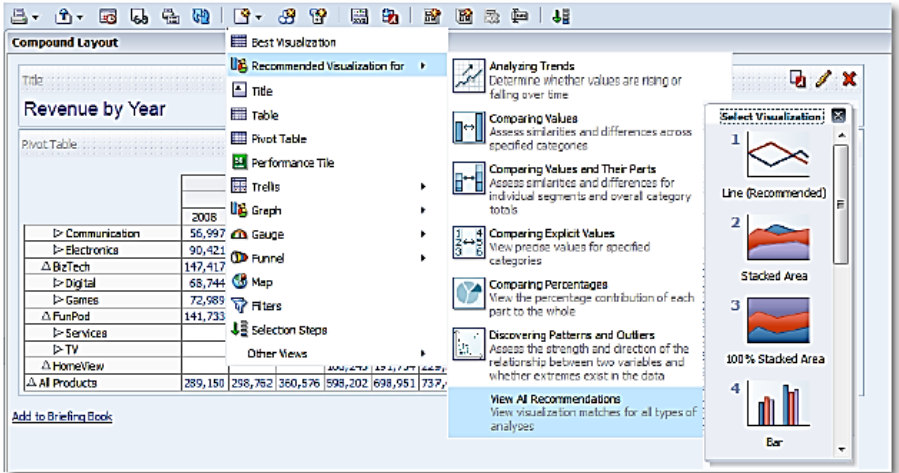 Compound Layout
Title
Revenue by Year
Pivot Table
2008
Communication 56,997
Electronics 90,421
BizTech 147,417
Digital 68,744
Games 72,989
FunPod 141,733
Services
TV
HomeView
All Products 289,150 298,762 360,576 598,202 698,951 737,
Add to Briefing Book
Best Visualization
Recommended Visualization for
Title
Table
Pivot Table
Performance Tile
Trellis
Graph
Gauge
Funnel
Map
Filters
Selection Steps
Other Views
Analyzing Trends
Determine whether values are rising or
falling over time
Comparing Values
Assess similarities and differences across
specified categories
Comparing Values and Their Parts
Assess similarities and differences for
individual segments and overall category
totals
Comparing Explicit Values
View precise values for specified
categories
Comparing Percentages
View the percentage contribution of each
part to the whole
Discovering Patterns and Outliers
Assess the strength and direction of the
relationship between two variables and
whether extremes exist in the data
View All Recommendations
View visualization matches for all types of
analyses
Select Visualization
1
Line (Recommended)
2
Stacked Area
3
100% Stacked Area
4
Bar